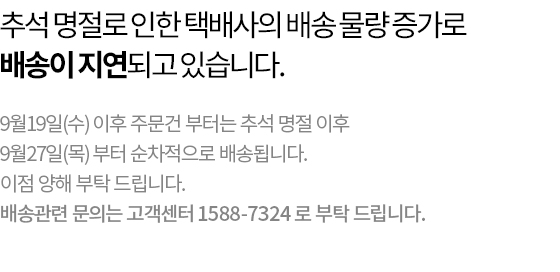 추석 명절로 인한 택배사의 배송 물량 증가로
배송이 지연되고 있습니다.
9월19일(수) 이후 주문건 부터는 추석 명절 이후
9월27일(목) 부터 순차적으로 배송됩니다.
이점 양해 부탁 드립니다.
배송관련 문의는 고객센터 1588-7324 로 부탁 드립니다.